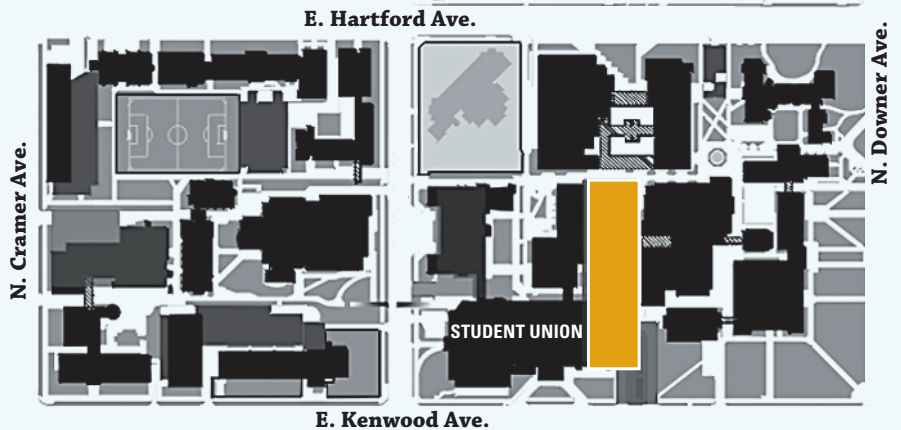 E. Hartford Ave.
N. Downer Ave.
N. Cramer Ave.
STUDENT UNION
E. Kenwood Ave.